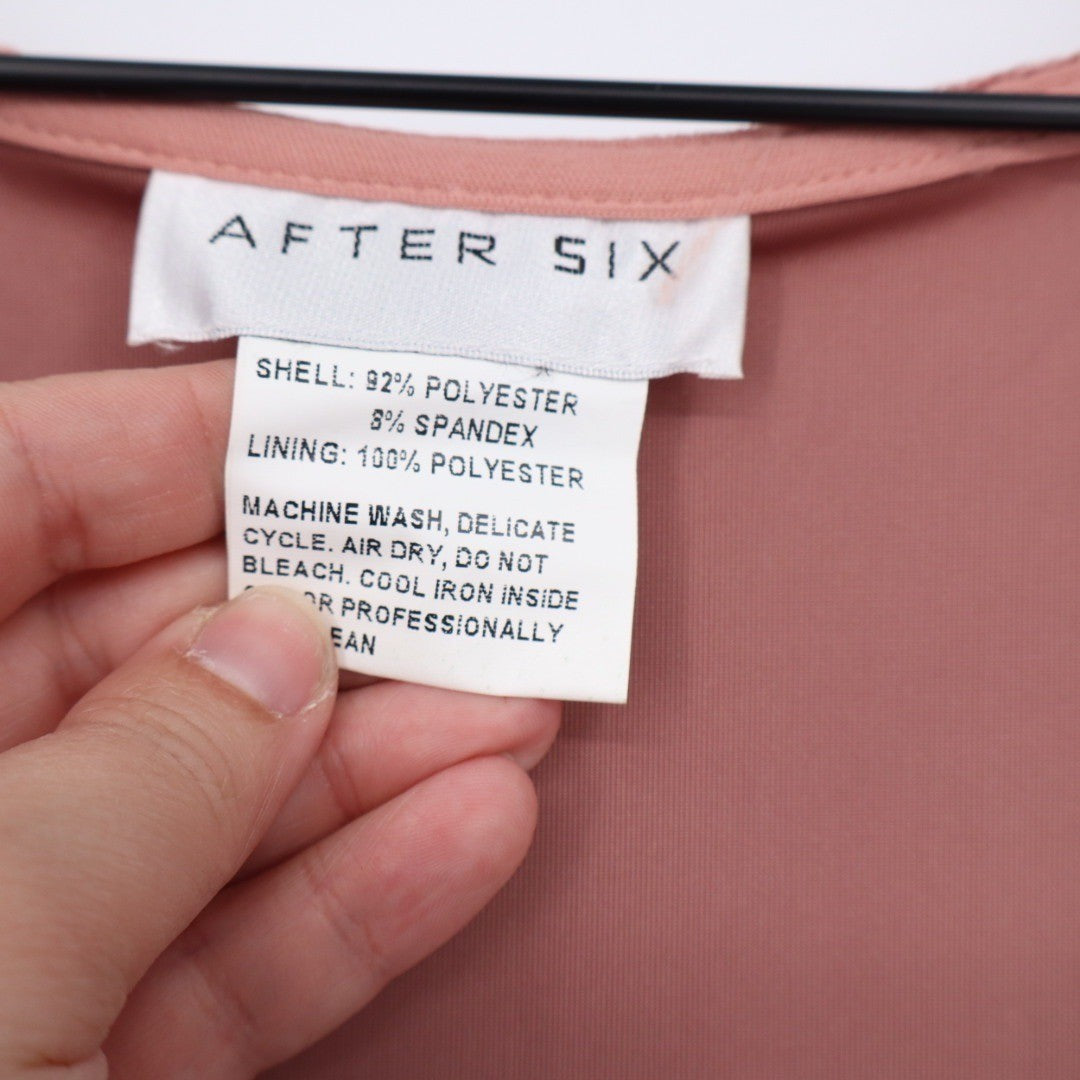 AFTER SIX
SHELL: 92% POLYESTER
8% SPANDEX
LINING: 100% POLYESTER
MACHINE WASH, DELICATE
CYCLE. AIR DRY, DO NOT
BLEACH. COOL IRON INSIDE
OR PROFESSIONALLY